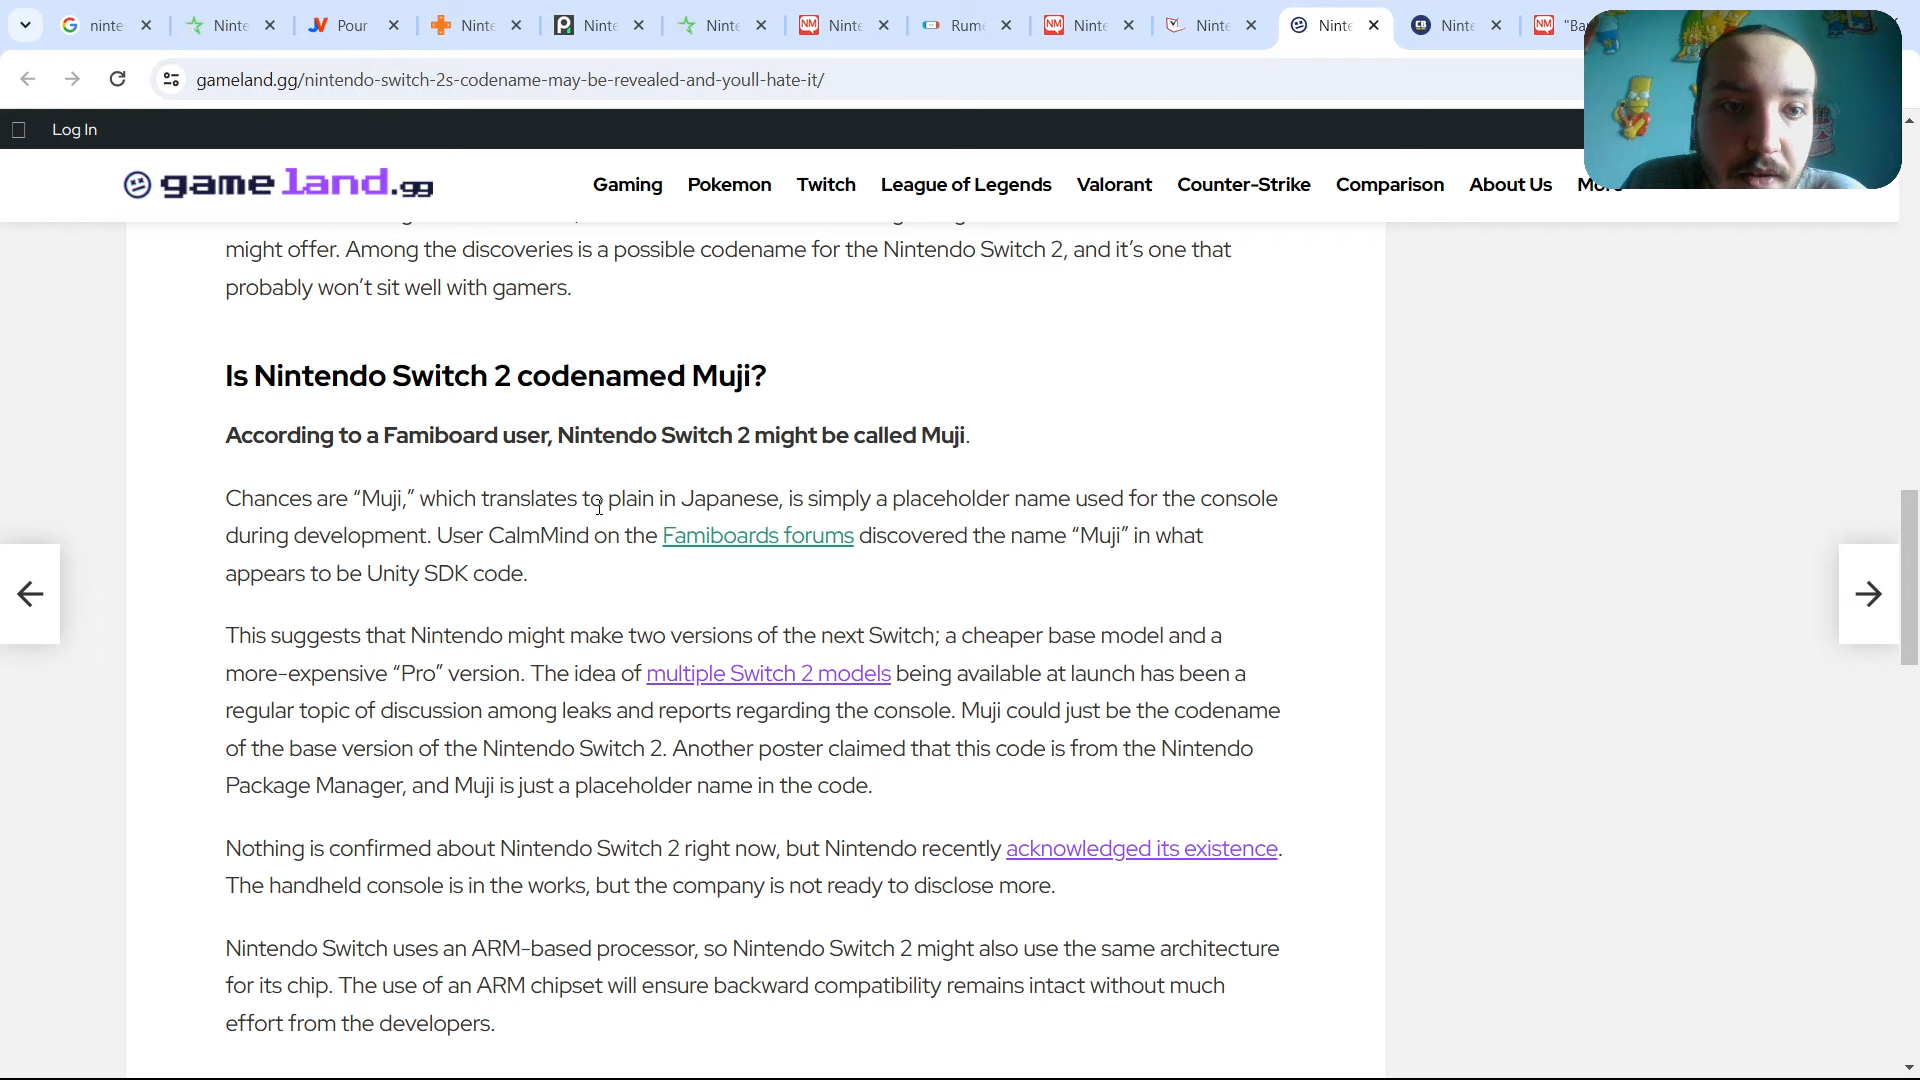 ninte
Ninte
Pour
Ninte
Ninte
Ninte
Ninte
Rum
Ninte
Ninte
Ninte
Ninte
"Ba
gameland.gg/nintendo-switch-2s-codename-may-be-revealed-and-youll-hate-it/
Log In
game land.gg
Gaming Pokemon Twitch League of Legends Valorant Counter-Strike Comparison About Us More
might offer. Among the discoveries is a possible codename for the Nintendo Switch 2, and it's one that
probably won't sit well with gamers.
Is Nintendo Switch 2 codenamed Muji?
According to a Famiboard user, Nintendo Switch 2 might be called Muji.
Chances are “Muji,” which translates to plain in Japanese, is simply a placeholder name used for the console
during development. User CalmMind on the Famiboards forums discovered the name “Muji” in what
appears to be Unity SDK code.
This suggests that Nintendo might make two versions of the next Switch; a cheaper base model and a
more-expensive “Pro” version. The idea of multiple Switch 2 models being available at launch has been a
regular topic of discussion among leaks and reports regarding the console. Muji could just be the codename
of the base version of the Nintendo Switch 2. Another poster claimed that this code is from the Nintendo
Package Manager, and Muji is just a placeholder name in the code.
Nothing is confirmed about Nintendo Switch 2 right now, but Nintendo recently acknowledged its existence.
The handheld console is in the works, but the company is not ready to disclose more.
Nintendo Switch uses an ARM-based processor, so Nintendo Switch 2 might also use the same architecture
for its chip. The use of an ARM chipset will ensure backward compatibility remains intact without much
effort from the developers.